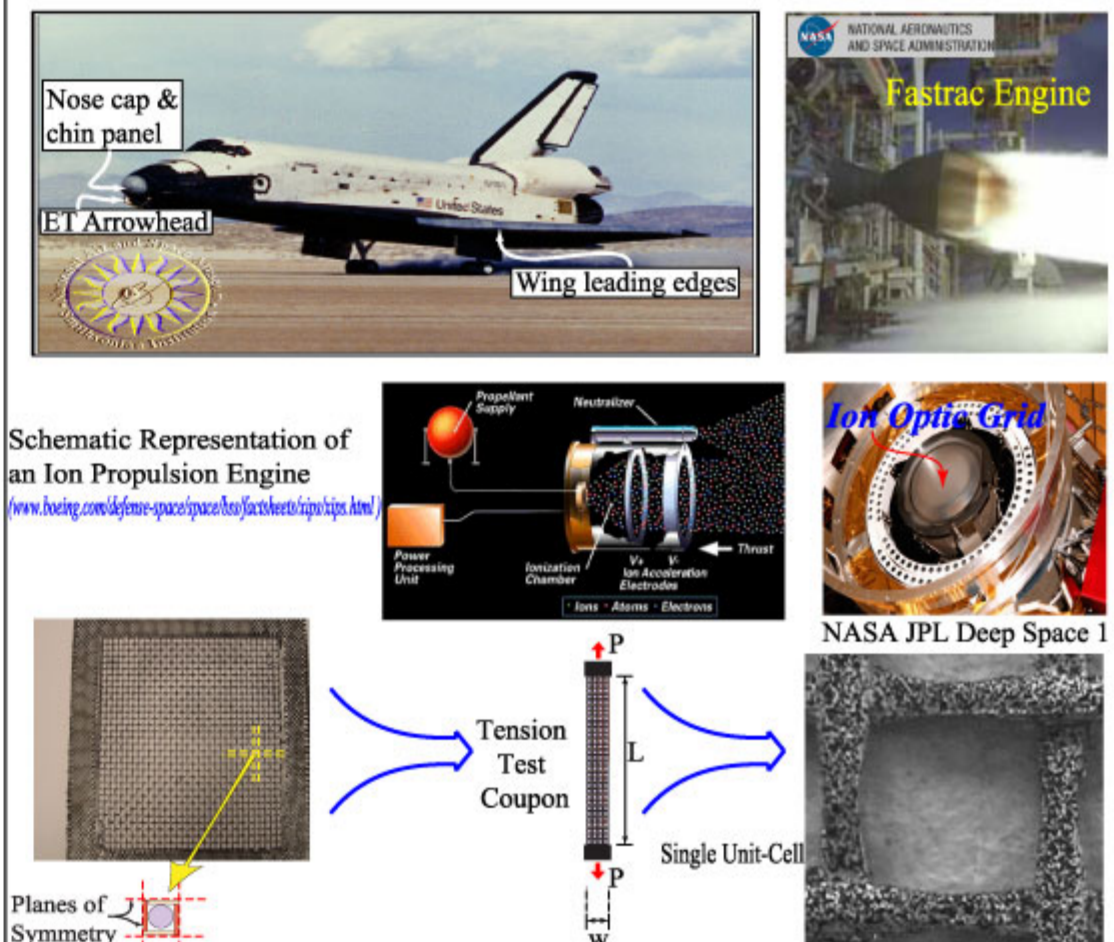 NASA
NATIONAL AERONAUTICS
AND SPACE ADMINISTRATION
Nose cap &
chin panel
Fastrac Engine
ET Arrowhead
United States
Wing leading edges
Schematic Representation of
an Ion Propulsion Engine
(www.boeing.com/defense-space/space/bss/factsheets/xips/xips.html)
Propellant
Supply
Neutralizer
Power
Processing
Unit
Ionization
Chamber
V+ V-
Ion Acceleration
Electrodes
Thrust
Ions Atoms Electrons
Ion Optic Grid
NASA JPL Deep Space 1
P
Tension
Test
Coupon
L
P
W
Single Unit-Cell
Planes of
Symmetry